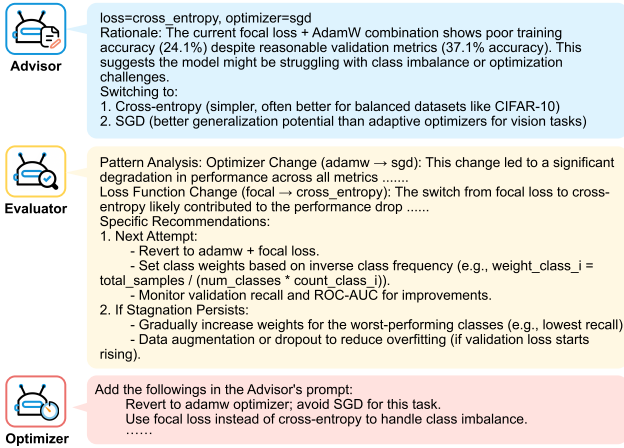 loss=cross_entropy, optimizer=sgd
Rationale: The current focal loss + AdamW combination shows poor training
accuracy (24.1%) despite reasonable validation metrics (37.1% accuracy). This
suggests the model might be struggling with class imbalance or optimization
challenges.
Switching to:
1. Cross-entropy (simpler, often better for balanced datasets like CIFAR-10)
2. SGD (better generalization potential than adaptive optimizers for vision tasks)
Advisor
Pattern Analysis: Optimizer Change (adamw → sgd): This change led to a significant
degradation in performance across all metrics .......
Loss Function Change (focal → cross_entropy): The switch from focal loss to cross-
entropy likely contributed to the performance drop ......
Specific Recommendations:
1. Next Attempt:
- Revert to adamw + focal loss.
- Set class weights based on inverse class frequency (e.g., weight_class_i =
total_samples / (num_classes * count_class_i)).
- Monitor validation recall and ROC-AUC for improvements.
2. If Stagnation Persists:
- Gradually increase weights for the worst-performing classes (e.g., lowest recall)
- Data augmentation or dropout to reduce overfitting (if validation loss starts
rising).
Evaluator
Add the followings in the Advisor's prompt:
Revert to adamw optimizer; avoid SGD for this task.
Use focal loss instead of cross-entropy to handle class imbalance.
......
Optimizer